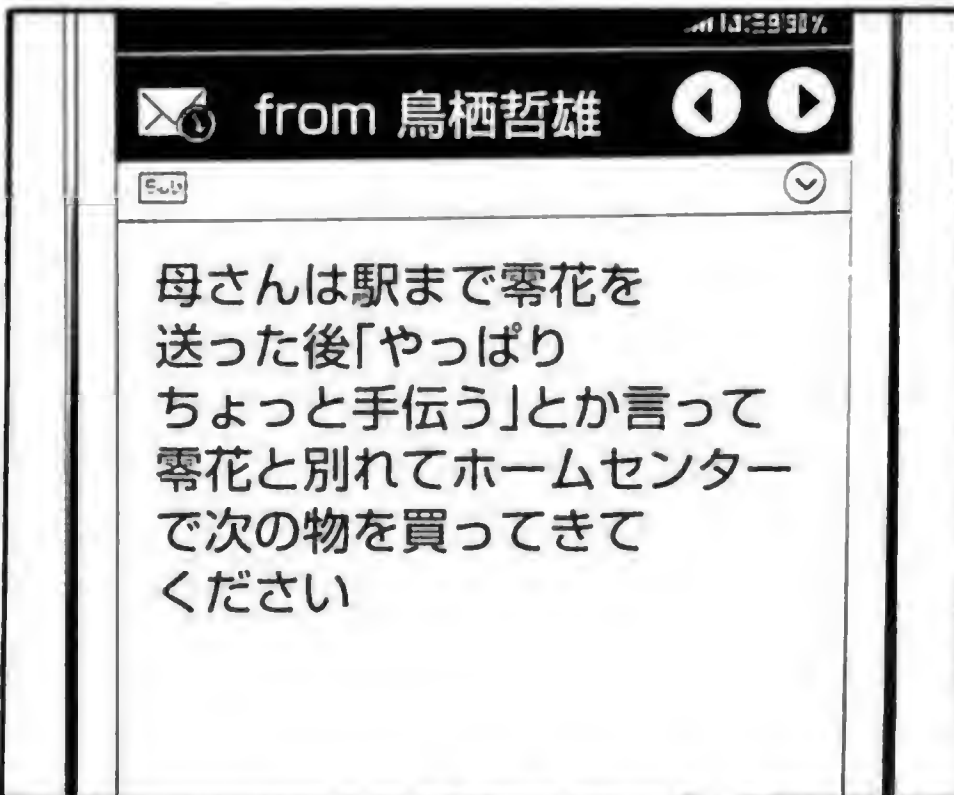 from 鳥栖哲雄
Sub
母さんは駅まで零花を
送った後「やっぱり
ちょっと手伝う」とか言って
零花と別れてホームセンター
で次の物を買ってきて
ください